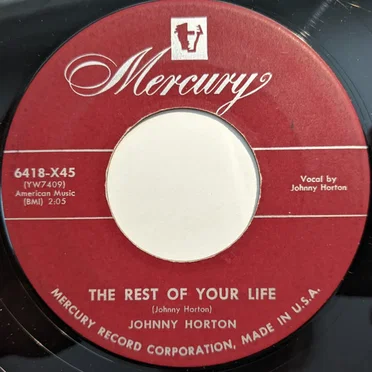 Mercury
6418-X45
(YW7409)
American Music
(BMI) 2:05
Vocal by
Johnny Horton
THE REST OF YOUR LIFE
(Johnny Horton)
JOHNNY HORTON
MERCURY RECORD CORPORATION, MADE IN U.S.A.